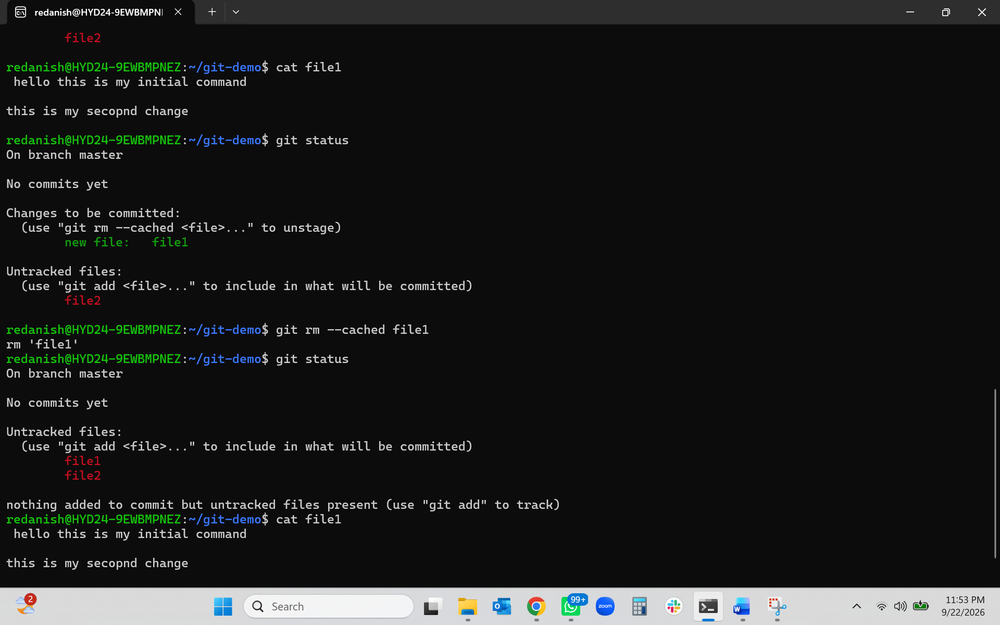 redanish@HYD24-9EWBMPN
file2
redanish@HYD24-9EWBMPNEZ:~/git-demo$ cat file1
 hello this is my initial command
this is my secopnd change
redanish@HYD24-9EWBMPNEZ:~/git-demo$ git status
On branch master
No commits yet
Changes to be committed:
  (use "git rm --cached <file>..." to unstage)
        new file:   file1
Untracked files:
  (use "git add <file>..." to include in what will be committed)
        file2
redanish@HYD24-9EWBMPNEZ:~/git-demo$ git rm --cached file1
rm 'file1'
redanish@HYD24-9EWBMPNEZ:~/git-demo$ git status
On branch master
No commits yet
Untracked files:
  (use "git add <file>..." to include in what will be committed)
        file1
        file2
nothing added to commit but untracked files present (use "git add" to track)
redanish@HYD24-9EWBMPNEZ:~/git-demo$ cat file1
 hello this is my initial command
this is my secopnd change
2
Search
99+
zoom
11:53 PM
9/22/2026